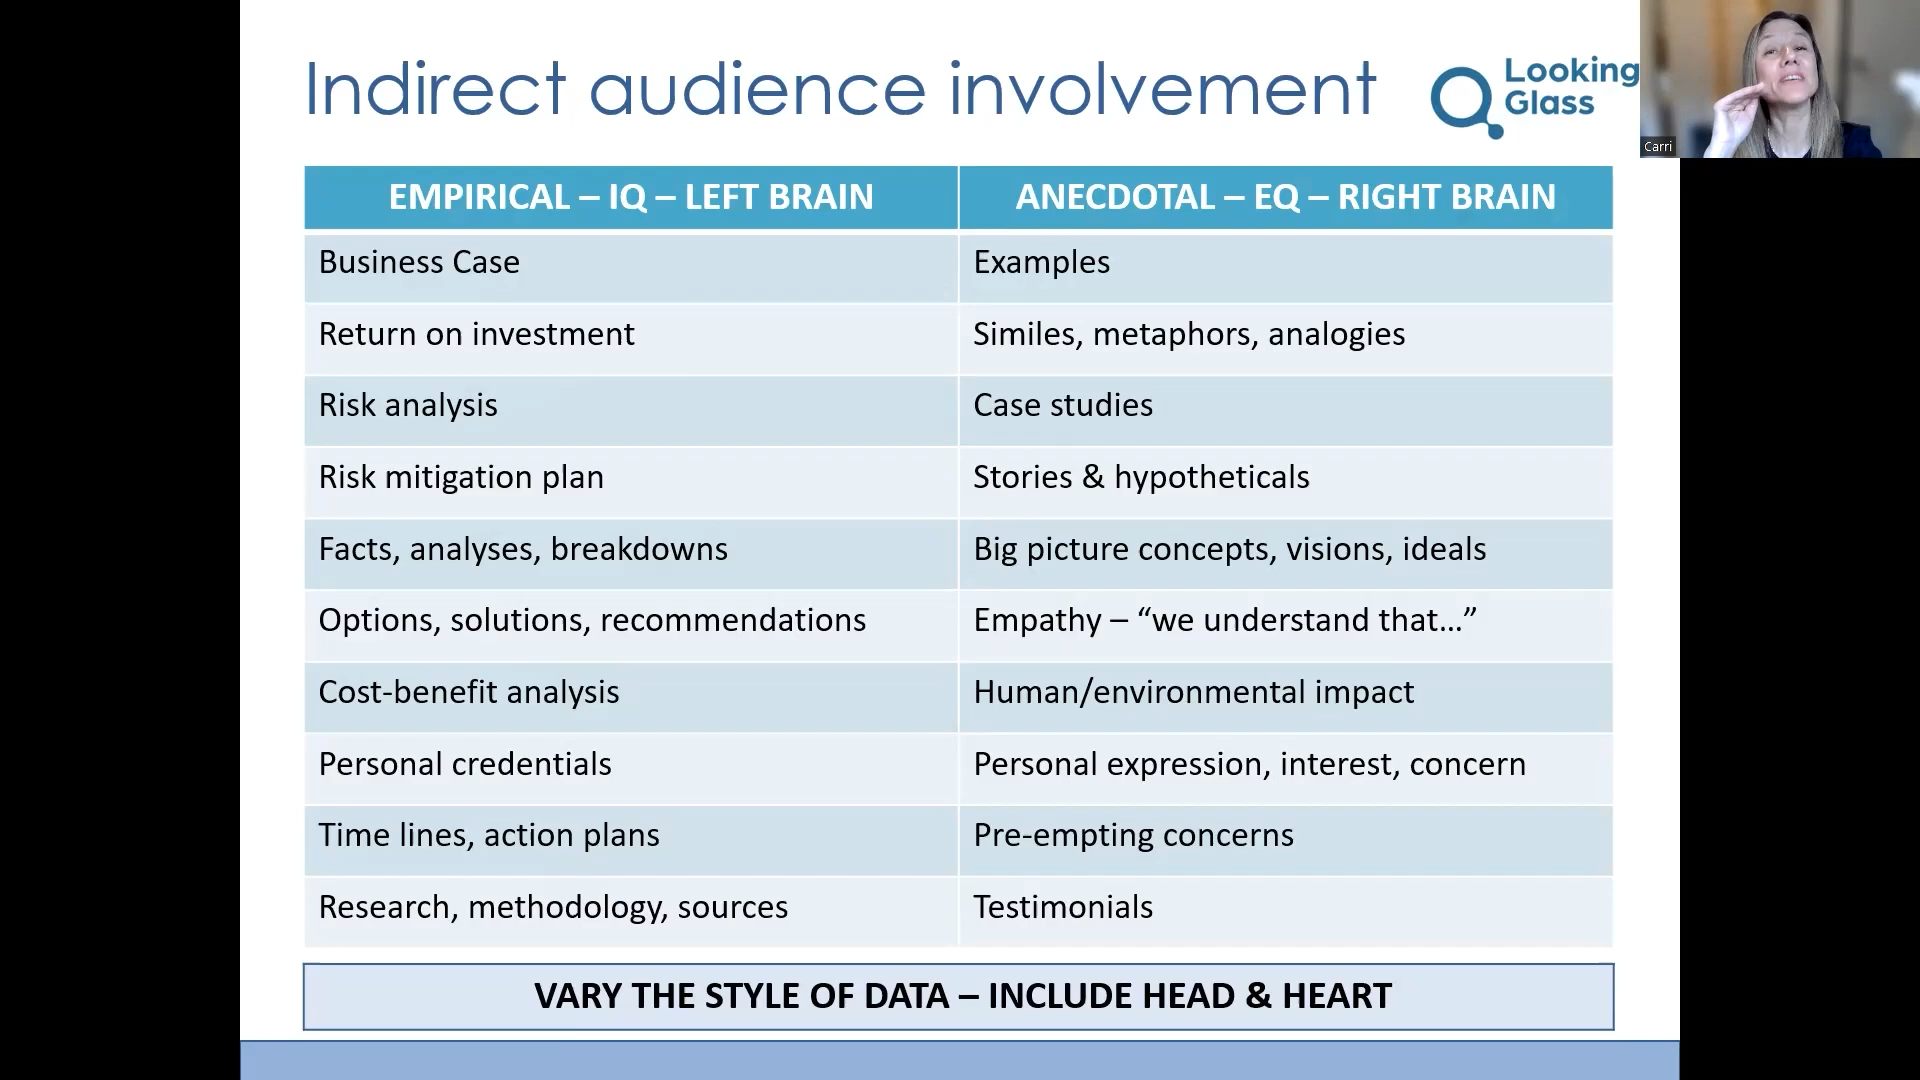 Indirect audience involvement
Looking
Glass
Carri
EMPIRICAL – IQ – LEFT BRAIN
ANECDOTAL – EQ – RIGHT BRAIN
Business Case
Examples
Return on investment
Similes, metaphors, analogies
Risk analysis
Case studies
Risk mitigation plan
Stories & hypotheticals
Facts, analyses, breakdowns
Big picture concepts, visions, ideals
Options, solutions, recommendations
Empathy – “we understand that…”
Cost-benefit analysis
Human/environmental impact
Personal credentials
Personal expression, interest, concern
Time lines, action plans
Pre-empting concerns
Research, methodology, sources
Testimonials
VARY THE STYLE OF DATA – INCLUDE HEAD & HEART